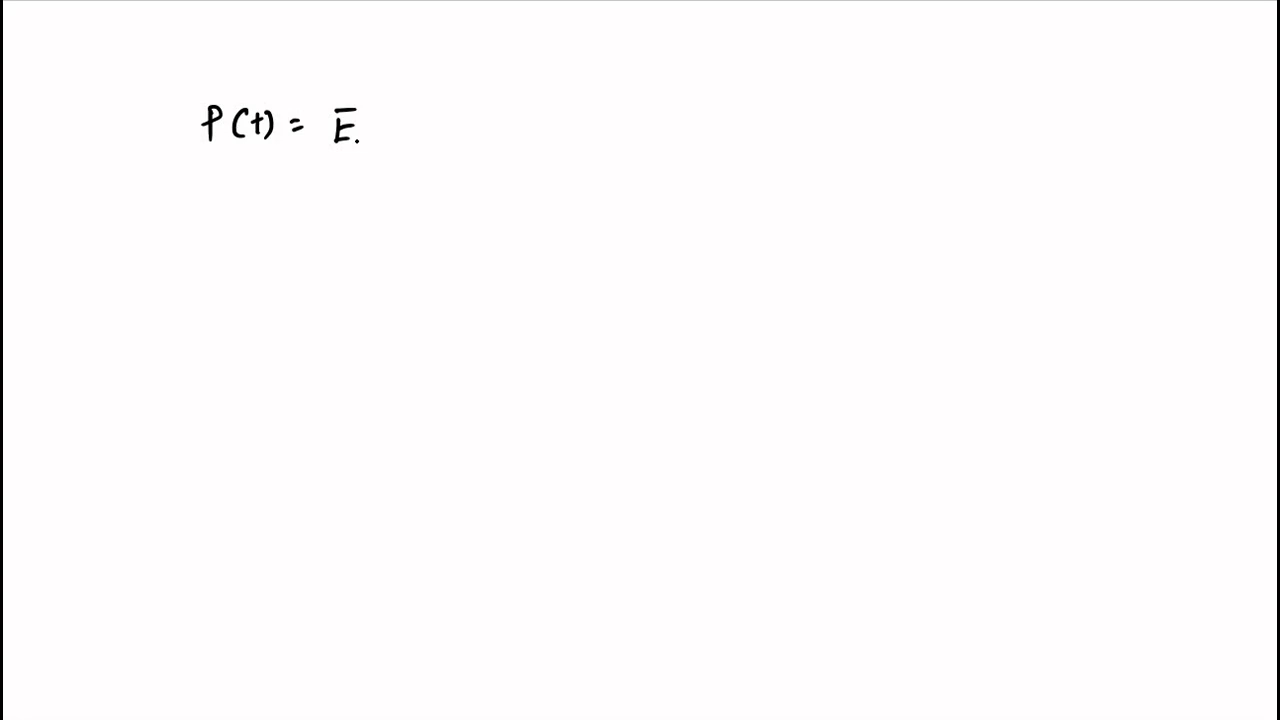 P(t) = E.